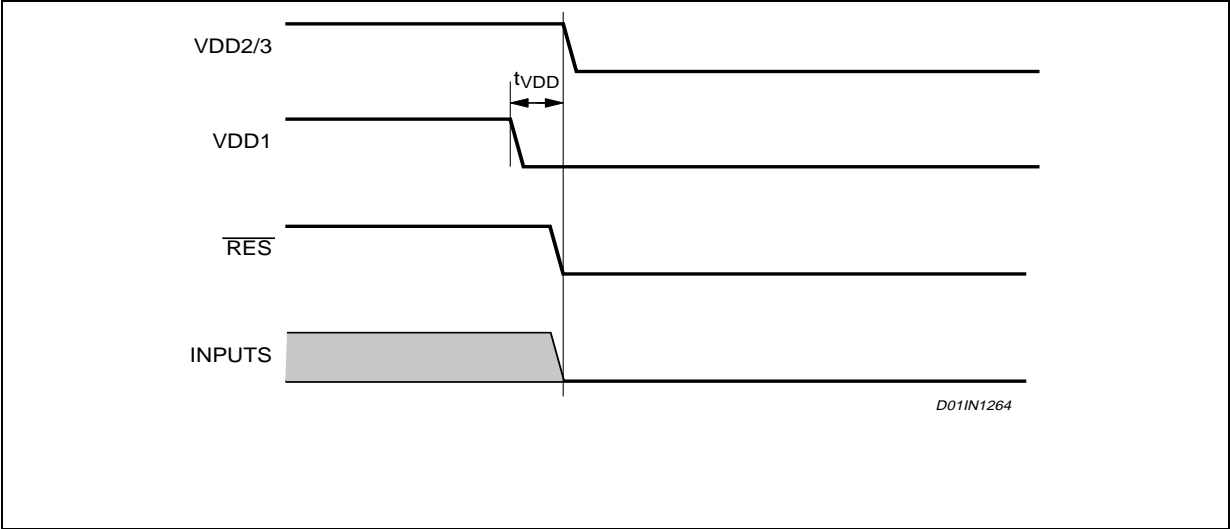 VDD2/3
tVDD
VDD1
RES
INPUTS
D01IN1264